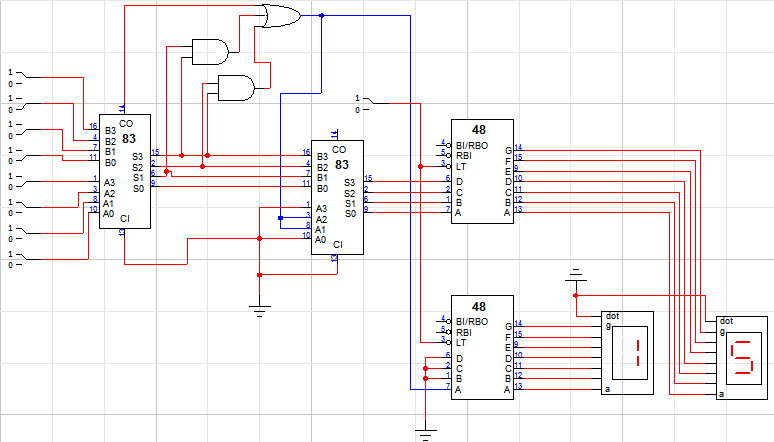 1
0
1
0
1
0
1
0
1
0
1
0
1
0
1
0
14
CO
83
16 B3
4 B2
7 B1
11 B0
1 A3
3 A2
8 A1
10 A0
S3 15
S2 2
S1 6
S0 9
CI
13
1
0
14
CO
83
16 B3
4 B2
7 B1
11 B0
1 A3
3 A2
8 A1
10 A0
S3 15
S2 2
S1 6
S0 9
CI
13
48
4 BI/RBO
5 RBI
3 LT
6 D
2 C
1 B
7 A
G 14
F 15
E 9
D 10
C 11
B 12
A 13
48
4 BI/RBO
5 RBI
3 LT
6 D
2 C
1 B
7 A
G 14
F 15
E 9
D 10
C 11
B 12
A 13
dot
g
a
1
dot
g
a
5